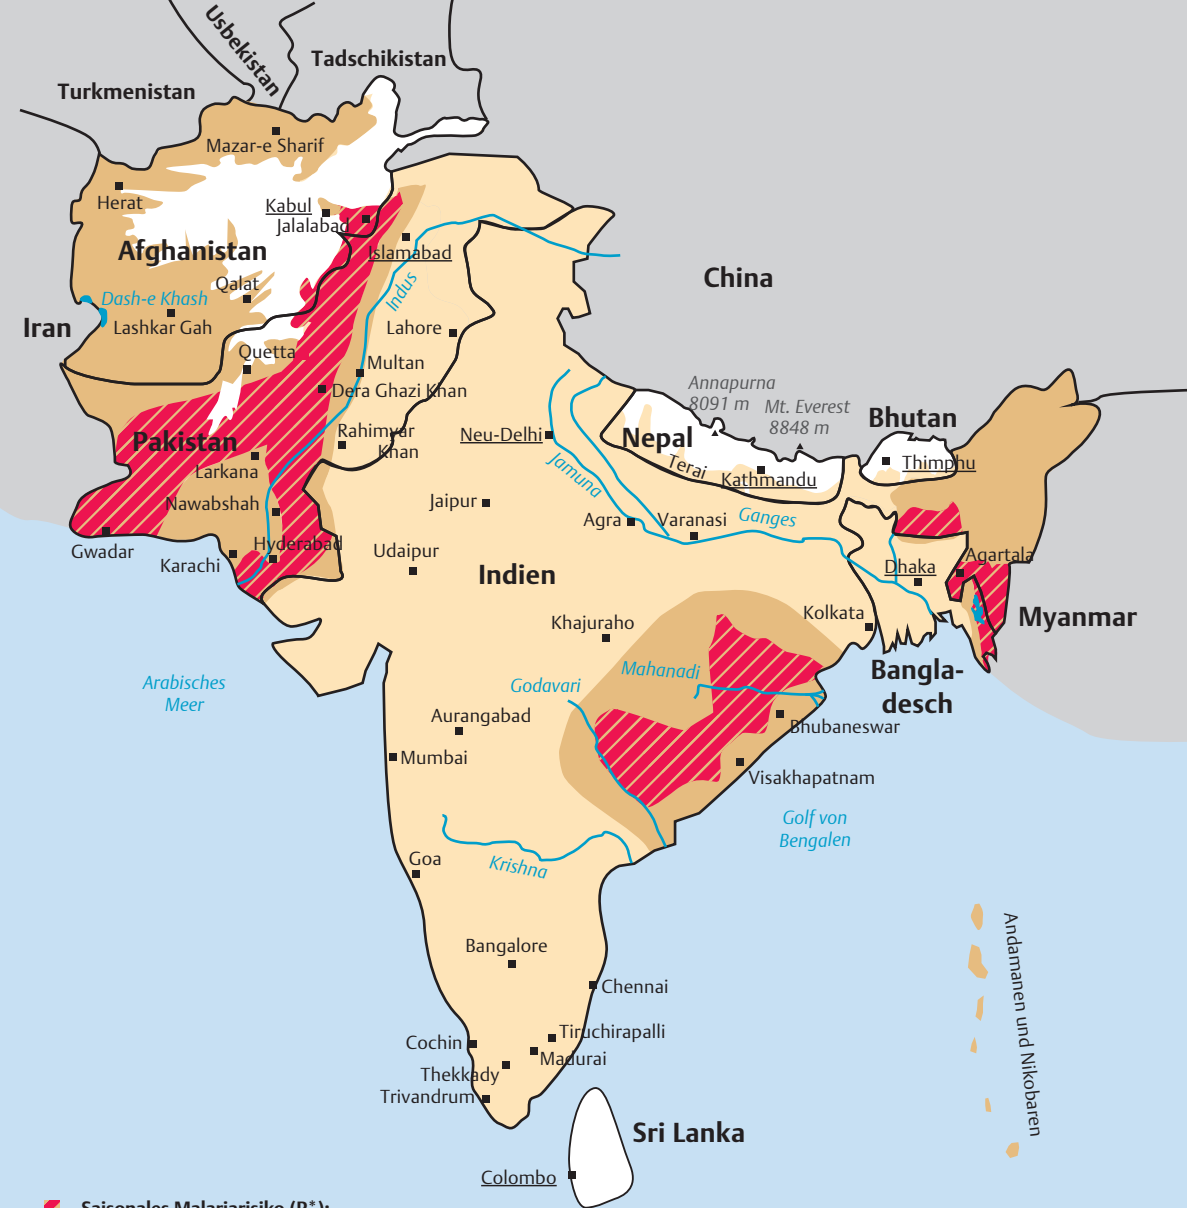 Usbekistan
Tadschikistan
Turkmenistan
Mazar-e Sharif
Herat
Kabul
Jalalabad
Afghanistan
Islamabad
China
Qalat
Dash-e Khash
Indus
Iran
Lashkar Gah
Lahore
Quetta
Multan
Dera Ghazi Khan
Annapurna
8091 m
Mt. Everest
8848 m
Bhutan
Pakistan
Rahimyar
Khan
Neu-Delhi
Nepal
Terai
Kathmandu
Thimphu
Larkana
Jamuna
Nawabshah
Jaipur
Agra
Varanasi
Ganges
Gwadar
Karachi
Hyderabad
Udaipur
Indien
Dhaka
Agartala
Khajuraho
Kolkata
Myanmar
Arabisches
Meer
Godavari
Mahanadi
Bangla-
desch
Aurangabad
Bhubaneswar
Mumbai
Visakhapatnam
Golf von
Bengalen
Goa
Krishna
Bangalore
Chennai
Andamanen und Nikobaren
Cochin
Tiruchirapalli
Madurai
Thekkady
Trivandrum
Sri Lanka
Colombo
Saisonales Malariarisiko (P*):